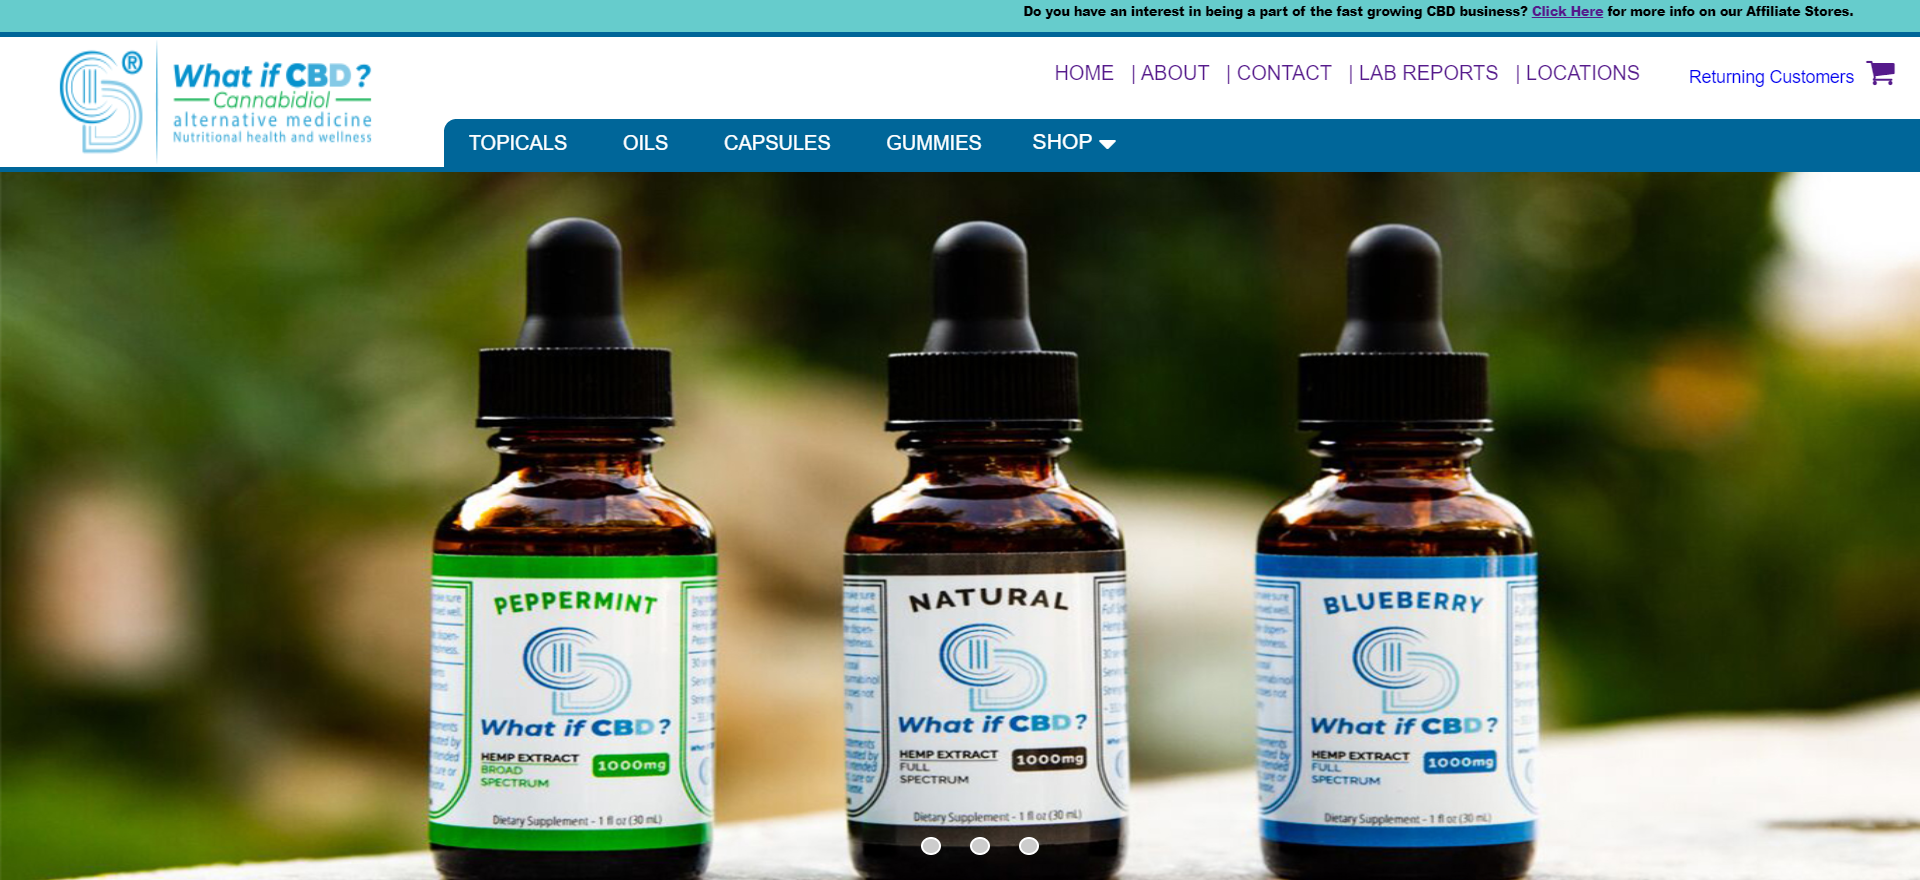 Do you have an interest in being a part of the fast growing CBD business? Click Here for more info on our Affiliate Stores.
®
What if CBD?
Cannabidiol
alternative medicine
Nutritional health and wellness
HOME | ABOUT | CONTACT | LAB REPORTS | LOCATIONS
Returning Customers
TOPICALS OILS CAPSULES GUMMIES SHOP
PEPPERMINT
What if CBD?
HEMP EXTRACT
BROAD
SPECTRUM
1000mg
Dietary Supplement - 1 fl oz (30 mL)
NATURAL
What if CBD?
HEMP EXTRACT
FULL
SPECTRUM
1000mg
Dietary Supplement - 1 fl oz (30 mL)
BLUEBERRY
What if CBD?
HEMP EXTRACT
FULL
SPECTRUM
1000mg
Dietary Supplement - 1 fl oz (30 mL)